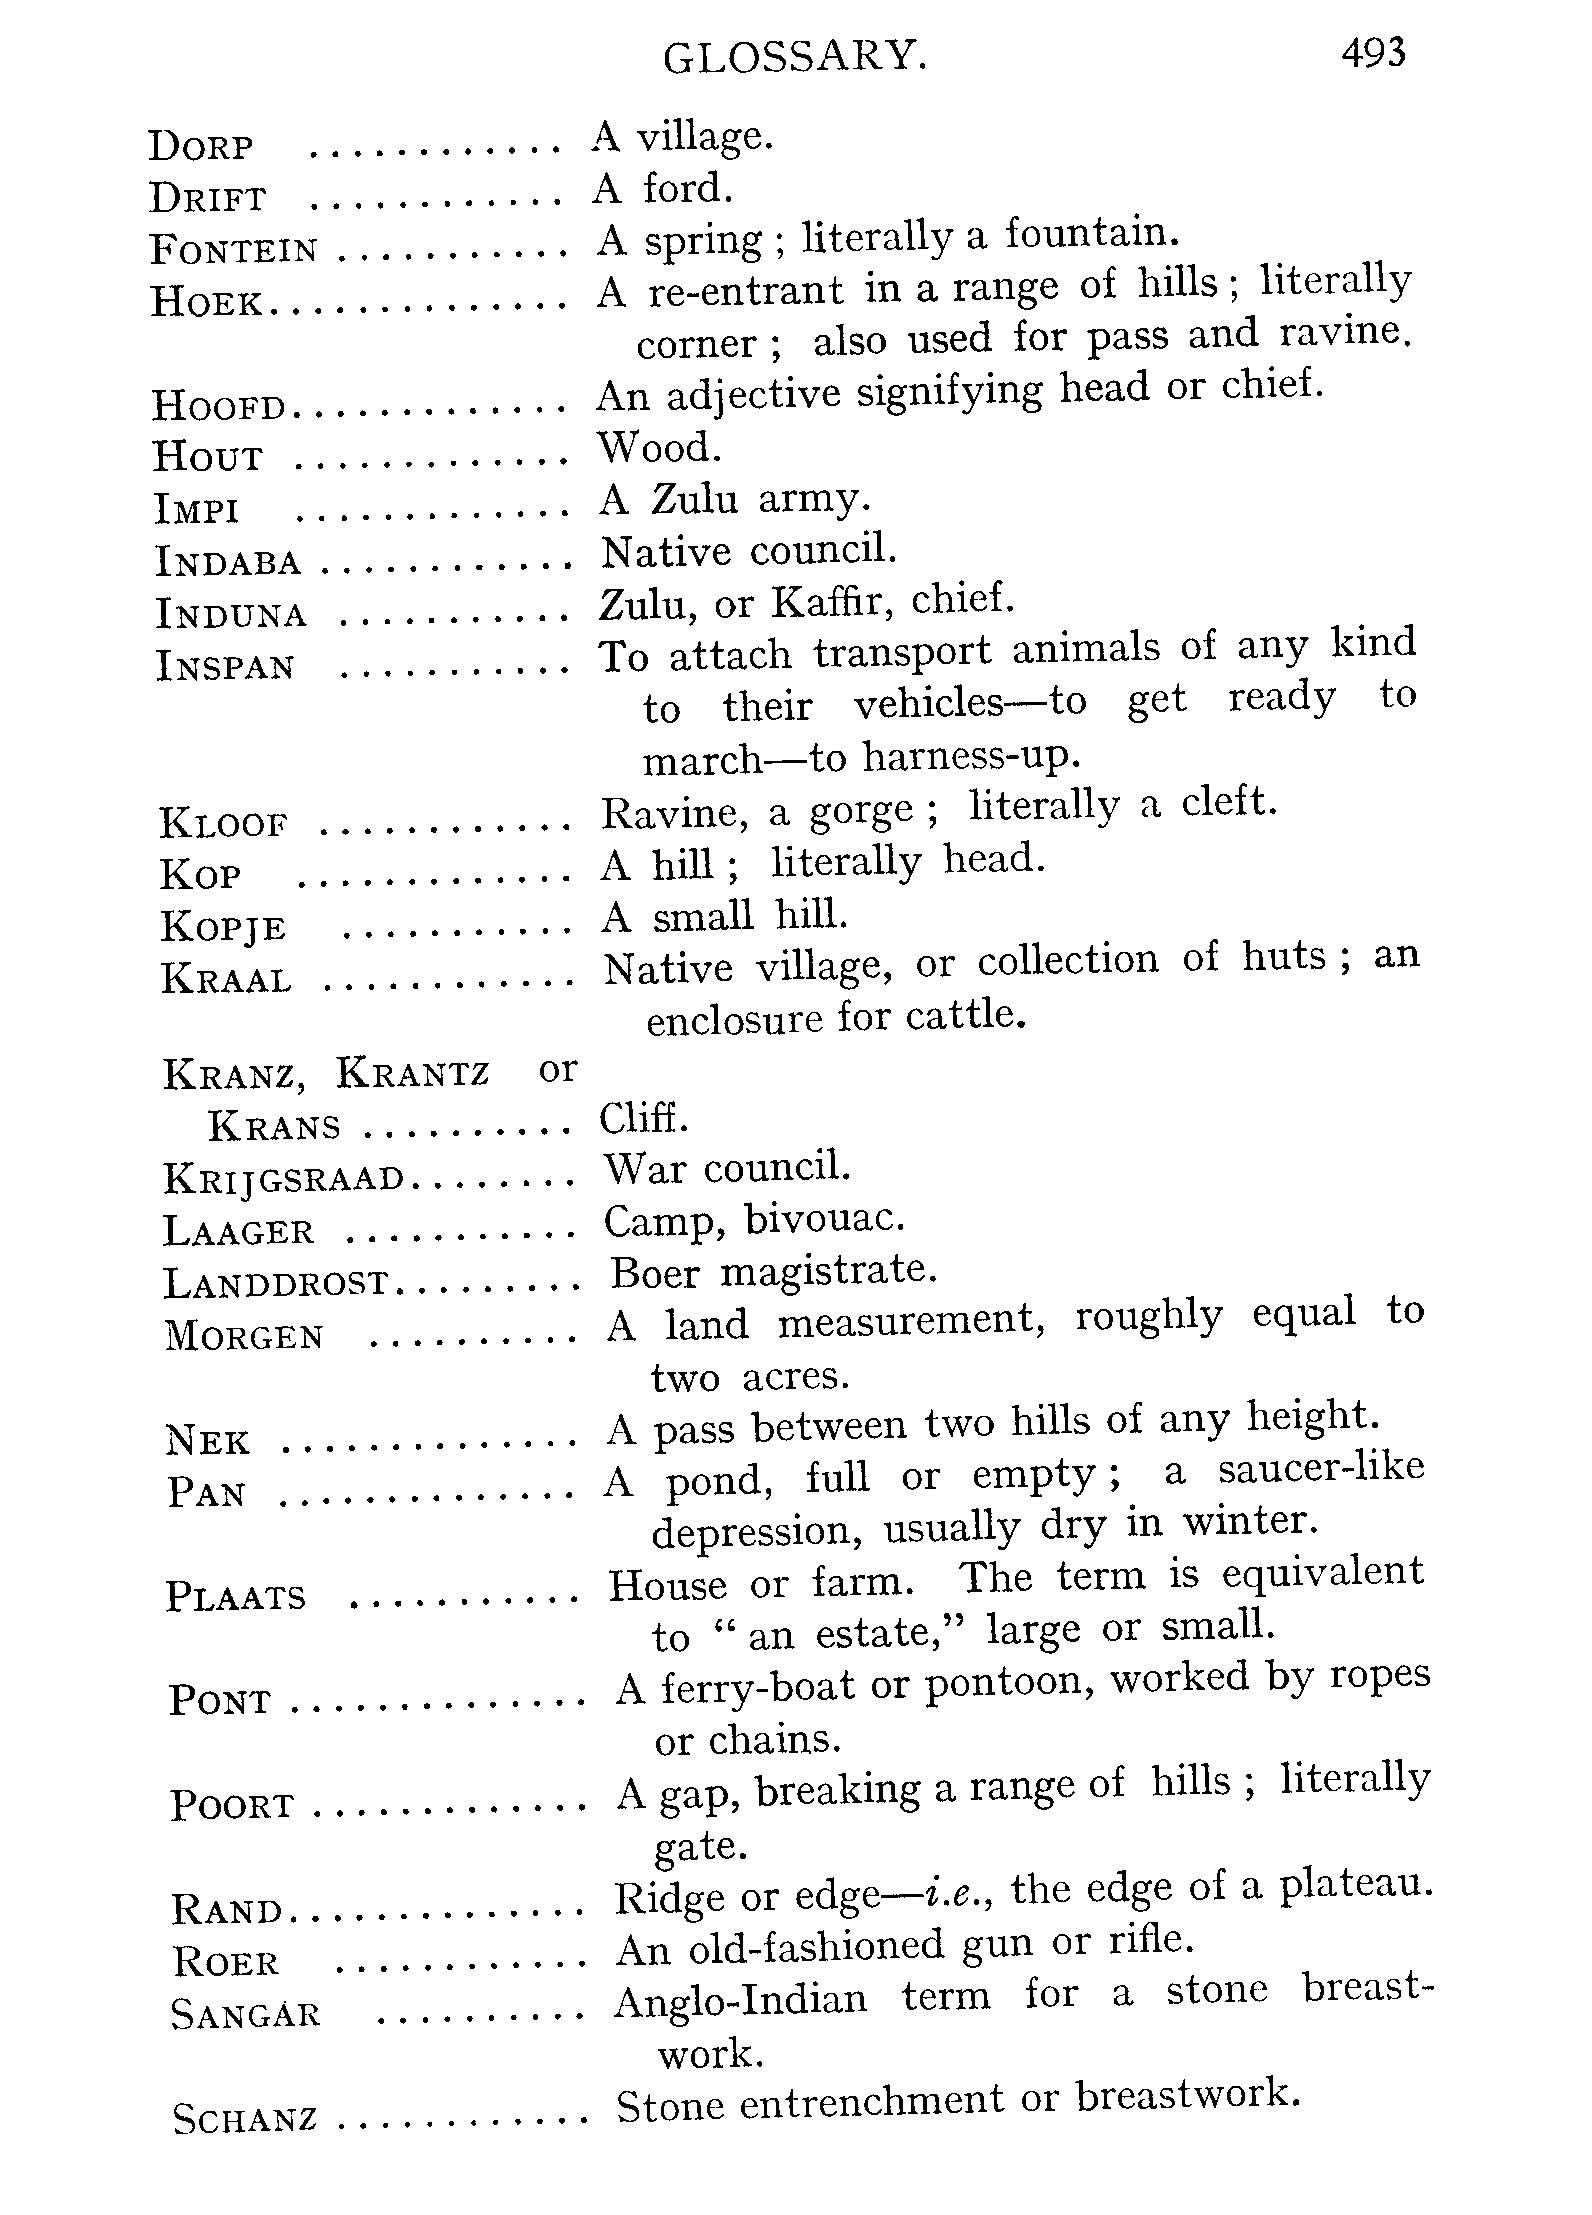 GLOSSARY. 493
DORP ............ A village.
DRIFT ............ A ford.
FONTEIN ........... A spring ; literally a fountain.
HOEK.............. A re-entrant in a range of hills ; literally
corner ; also used for pass and ravine.
HOOFD............. An adjective signifying head or chief.
HOUT ............. Wood.
IMPI ............. A Zulu army.
INDABA ............ Native council.
INDUNA ........... Zulu, or Kaffir, chief.
INSPAN ........... To attach transport animals of any kind
to their vehicles—to get ready to
march—to harness-up.
KLOOF ............ Ravine, a gorge ; literally a cleft.
KOP ............. A hill ; literally head.
KOPJE ........... A small hill.
KRAAL ............ Native village, or collection of huts ; an
enclosure for cattle.
KRANZ, KRANTZ or
KRANS .......... Cliff.
KRIJGSRAAD........ War council.
LAAGER ........... Camp, bivouac.
LANDDROST......... Boer magistrate.
MORGEN .......... A land measurement, roughly equal to
two acres.
NEK .............. A pass between two hills of any height.
PAN .............. A pond, full or empty ; a saucer-like
depression, usually dry in winter.
PLAATS ........... House or farm. The term is equivalent
to “ an estate,” large or small.
PONT .............. A ferry-boat or pontoon, worked by ropes
or chains.
POORT ............. A gap, breaking a range of hills ; literally
gate.
RAND.............. Ridge or edge—i.e., the edge of a plateau.
ROER ............ An old-fashioned gun or rifle.
SANGAR .......... Anglo-Indian term for a stone breast-
work.
SCHANZ ............ Stone entrenchment or breastwork.